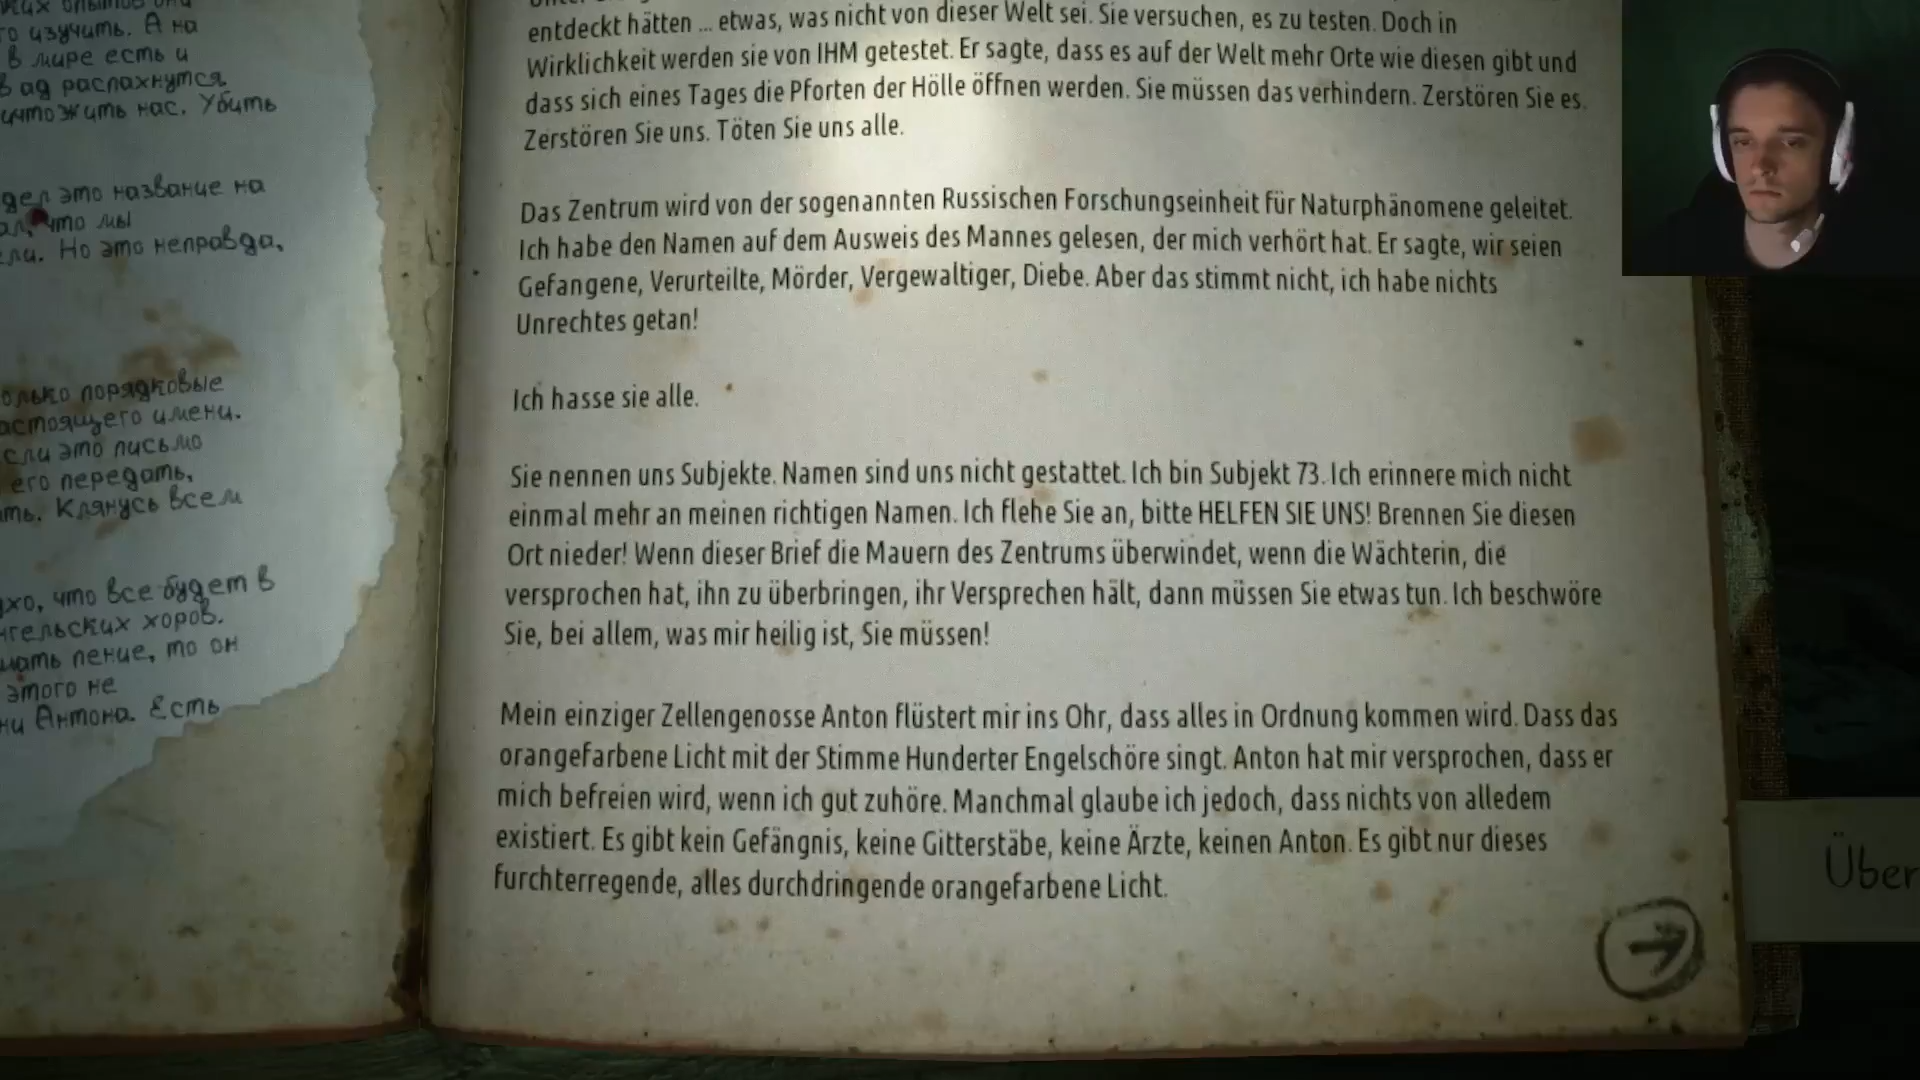 то изучить. А на
в мире есть и
в ад распахнутся
нас. Убить
это название на
что мы
Но это неправда,
порядковые
настоящего имени.
это письмо
его передать,
Клянусь всем
что все будет в
хоров.
пение, то он
этого не
Антона. Есть
entdeckt hätten ... etwas, was nicht von dieser Welt sei. Sie versuchen, es zu testen. Doch in
Wirklichkeit werden sie von IHM getestet. Er sagte, dass es auf der Welt mehr Orte wie diesen gibt und
dass sich eines Tages die Pforten der Hölle öffnen werden. Sie müssen das verhindern. Zerstören Sie es.
Zerstören Sie uns. Töten Sie uns alle.
Das Zentrum wird von der sogenannten Russischen Forschungseinheit für Naturphänomene geleitet.
Ich habe den Namen auf dem Ausweis des Mannes gelesen, der mich verhört hat. Er sagte, wir seien
Gefangene, Verurteilte, Mörder, Vergewaltiger, Diebe. Aber das stimmt nicht, ich habe nichts
Unrechtes getan!
Ich hasse sie alle.
Sie nennen uns Subjekte. Namen sind uns nicht gestattet. Ich bin Subjekt 73. Ich erinnere mich nicht
einmal mehr an meinen richtigen Namen. Ich flehe Sie an, bitte HELFEN SIE UNS! Brennen Sie diesen
Ort nieder! Wenn dieser Brief die Mauern des Zentrums überwindet, wenn die Wächterin, die
versprochen hat, ihn zu überbringen, ihr Versprechen hält, dann müssen Sie etwas tun. Ich beschwöre
Sie, bei allem, was mir heilig ist, Sie müssen!
Mein einziger Zellengenosse Anton flüstert mir ins Ohr, dass alles in Ordnung kommen wird. Dass das
orangefarbene Licht mit der Stimme Hunderter Engelschöre singt. Anton hat mir versprochen, dass er
mich befreien wird, wenn ich gut zuhöre. Manchmal glaube ich jedoch, dass nichts von alledem
existiert. Es gibt kein Gefängnis, keine Gitterstäbe, keine Ärzte, keinen Anton. Es gibt nur dieses
furchterregende, alles durchdringende orangefarbene Licht.
Über